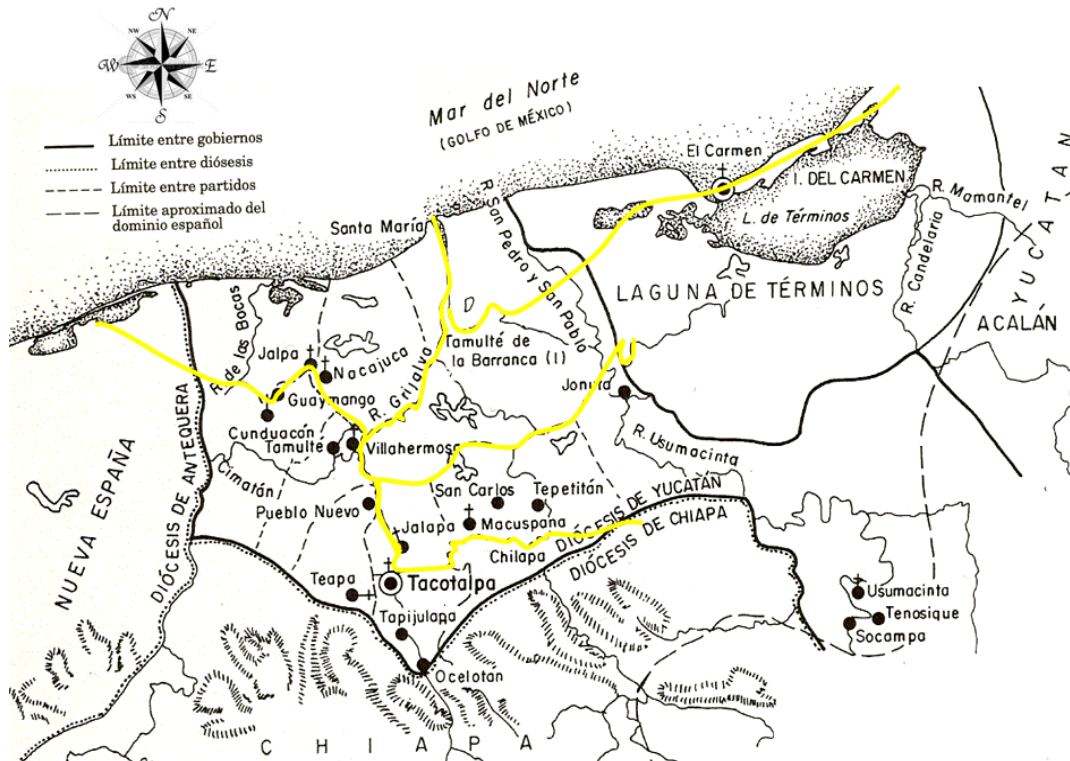 N
NW
NE
W
E
WS
SE
S
Límite entre gobiernos
Límite entre diósesis
Límite entre partidos
Límite aproximado del
dominio español
Mar del Norte
(GOLFO DE MÉXICO)
El Carmen
I. DEL CARMEN
L. de Términos
R. Mamantel
R. Candelaria
YUCATAN
ACALÁN
LAGUNA DE TÉRMINOS
R. San Pedro y San Pablo
Santa María
R. de las Bocas
Jalpa
Nacajuca
Guaymango
R. Grijalva
Tamulté de
la Barranca (I)
Jonuta
R. Usumacinta
Cunduacán
Tamulté
Villahermosa
Cimatán
Pueblo Nuevo
San Carlos
Tepetitán
Macuspana
Jalapa
Chilapa
DIÓCESIS DE YUCATÁN
DIÓCESIS DE CHIAPA
DIÓCESIS DE ANTEQUERA
NUEVA ESPAÑA
Teapa
Tacotalpa
Tapijulapa
Ocelotan
Usumacinta
Tenosique
Socampa
CHIAPA